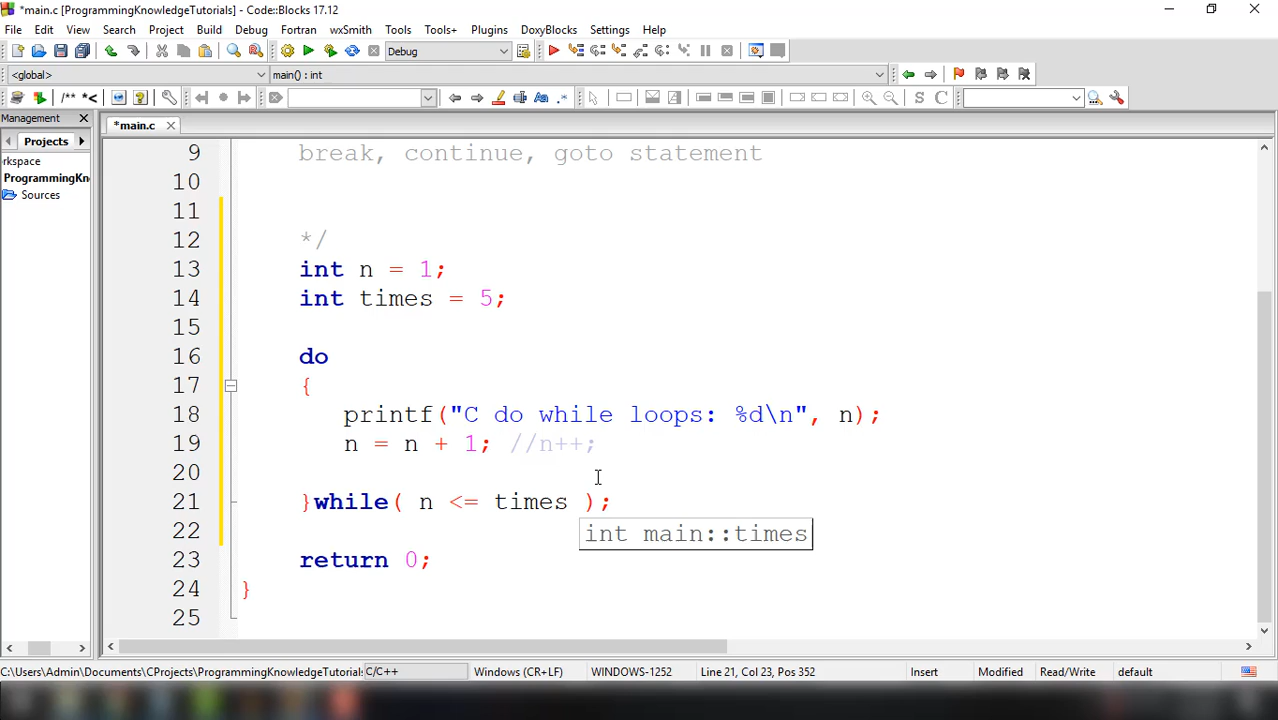 *main.c [ProgrammingKnowledgeTutorials] - Code::Blocks 17.12
File Edit View Search Project Build Debug Fortran wxSmith Tools Tools+ Plugins DoxyBlocks Settings Help
Debug
<global> main() : int
/** *< S C
Management *main.c
Projects
rkspace
ProgrammingKn
Sources
9 break, continue, goto statement
10
11
12 */
13 int n = 1;
14 int times = 5;
15
16 do
17 {
18 printf("C do while loops: %d\n", n);
19 n = n + 1; //n++;
20
21 }while( n <= times );
22 int main::times
23 return 0;
24 }
25
C:\Users\Admin\Documents\CProjects\ProgrammingKnowledgeTutorial: C/C++ Windows (CR+LF) WINDOWS-1252 Line 21, Col 23, Pos 352 Insert Modified Read/Write default